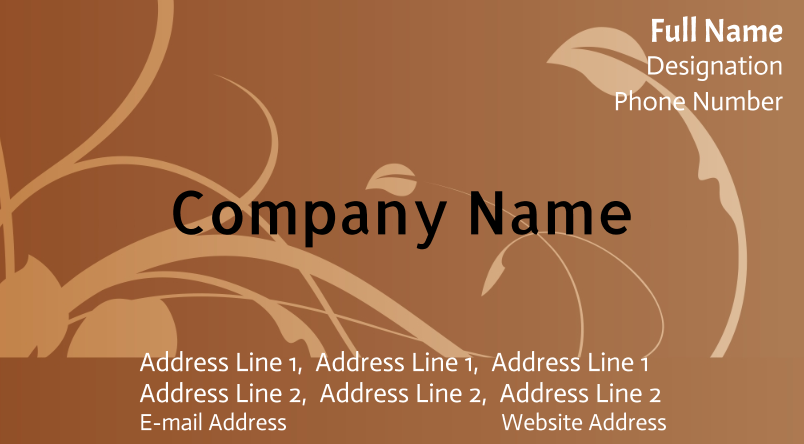 Full Name
Designation
Phone Number
Company Name
Address Line 1, Address Line 1, Address Line 1
Address Line 2, Address Line 2, Address Line 2
E-mail Address Website Address